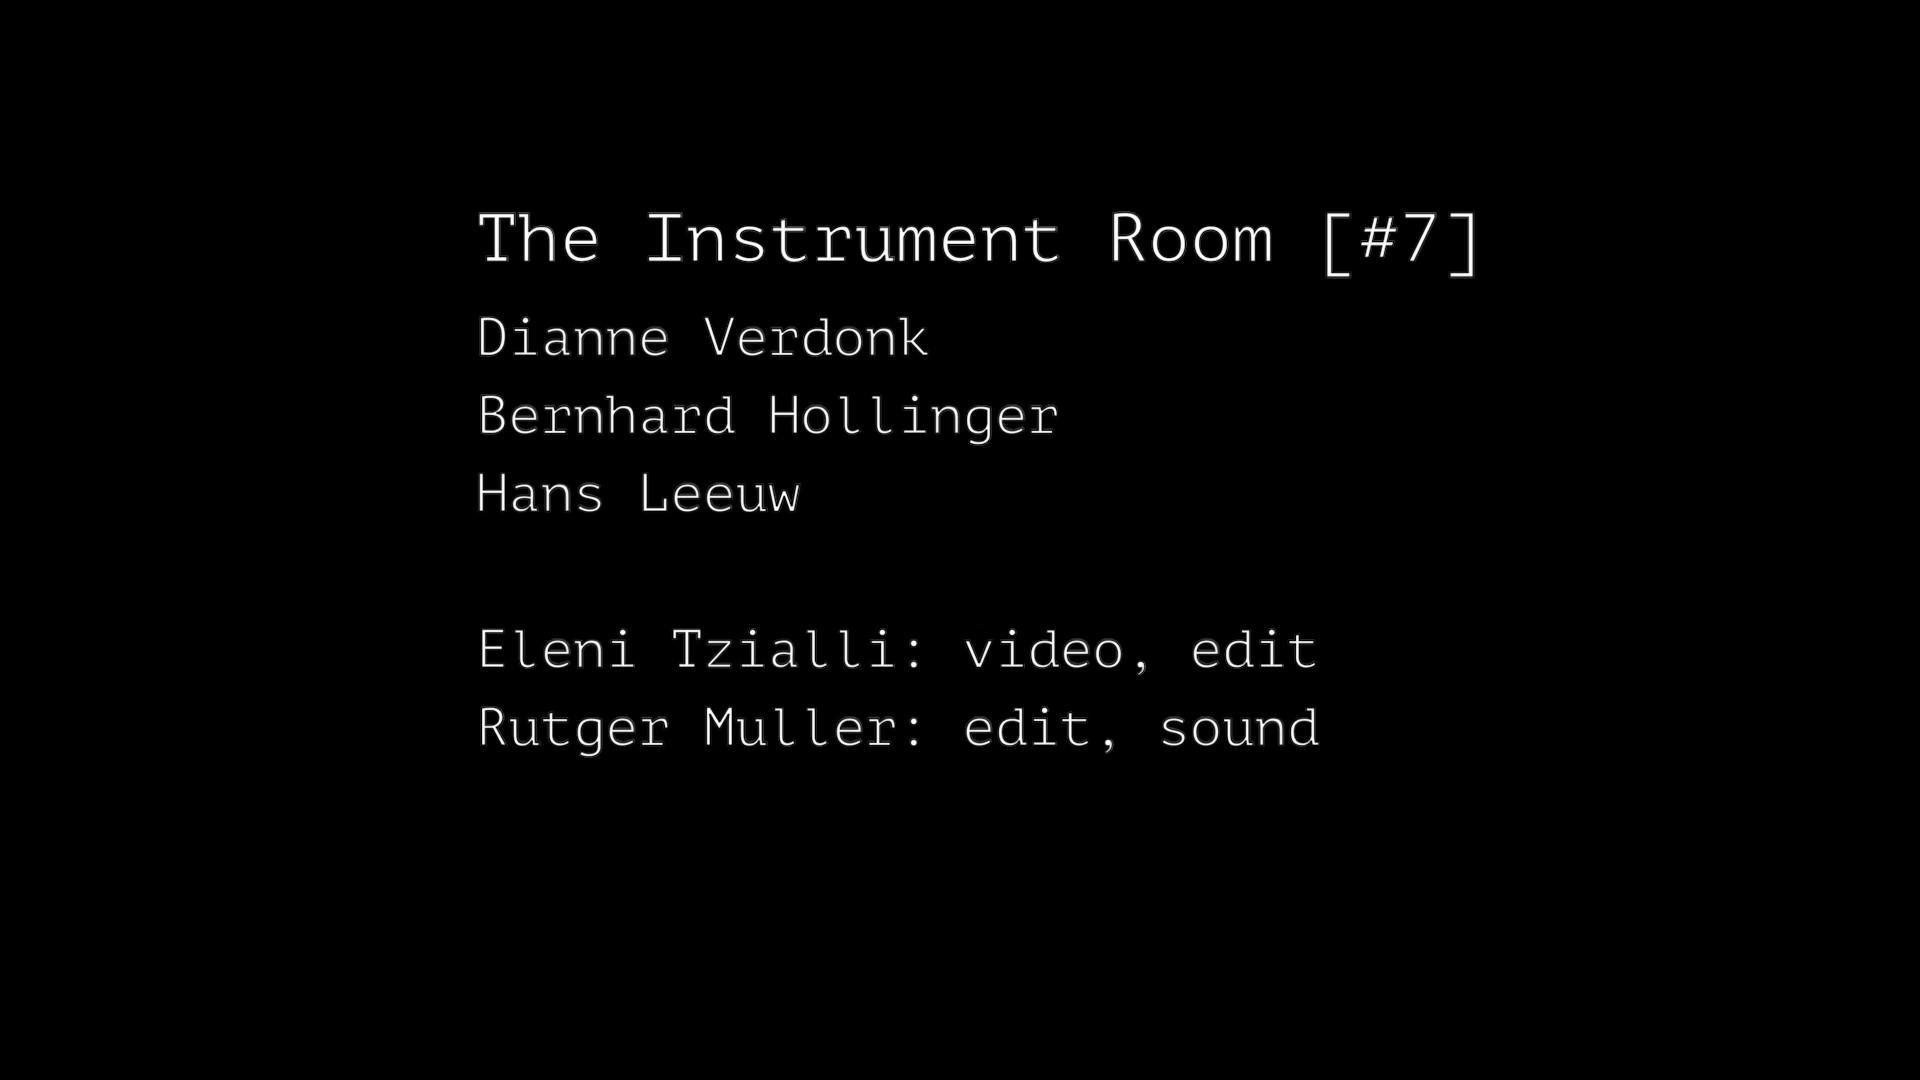 The Instrument Room [#7]
Dianne Verdonk
Bernhard Hollinger
Hans Leeuw
Eleni Tzialli: video, edit
Rutger Muller: edit, sound